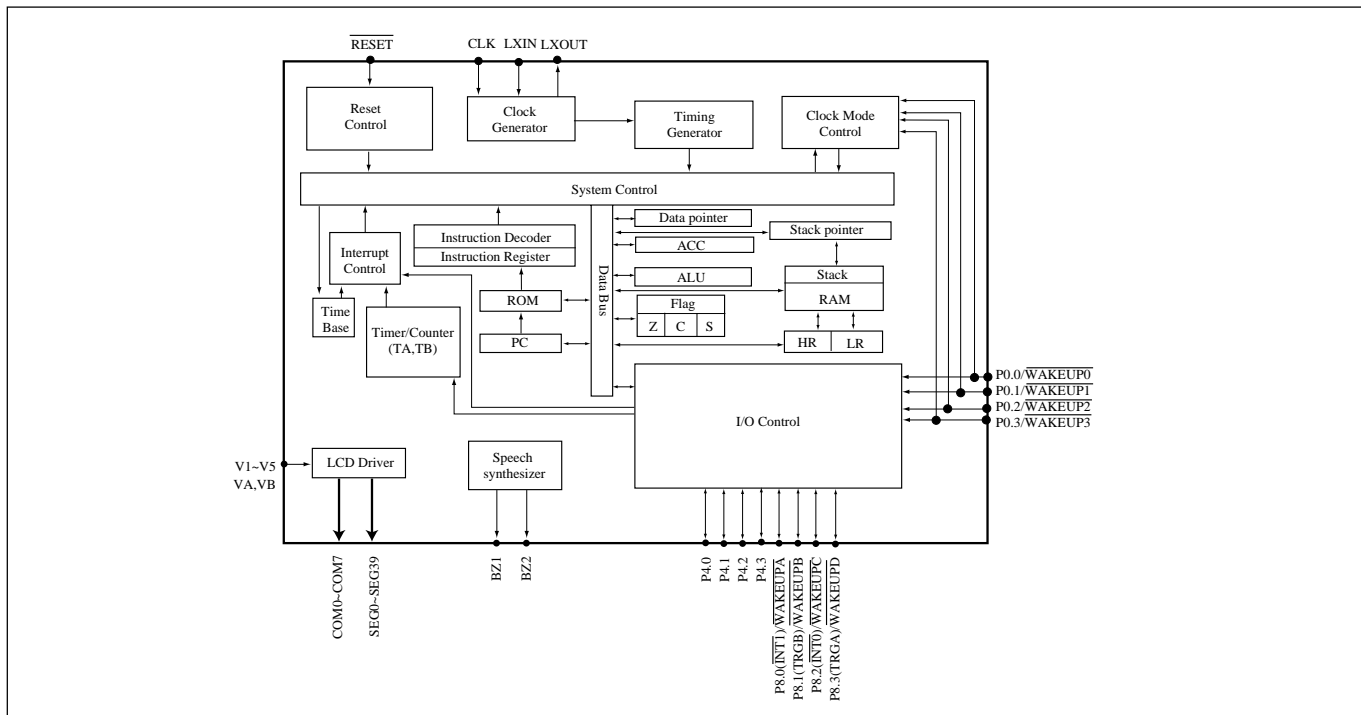 RESET
CLK
LXIN
LXOUT
Reset
Control
Clock
Generator
Timing
Generator
Clock Mode
Control
System Control
Data pointer
Stack pointer
Instruction Decoder
ACC
Interrupt
Control
Instruction Register
Data Bus
ALU
Stack
ROM
RAM
Flag
Time
Base
Z
C
S
Timer/Counter
(TA,TB)
PC
HR
LR
P0.0/WAKEUP0
P0.1/WAKEUP1
P0.2/WAKEUP2
P0.3/WAKEUP3
I/O Control
V1~V5
VA,VB
LCD Driver
Speech
synthesizer
COM0~COM7
SEG0~SEG39
BZ1
BZ2
P4.0
P4.1
P4.2
P4.3
P8.0(INT1)/WAKEUPA
P8.1(TRGB)/WAKEUPB
P8.2(INT0)/WAKEUPC
P8.3(TRGA)/WAKEUPD